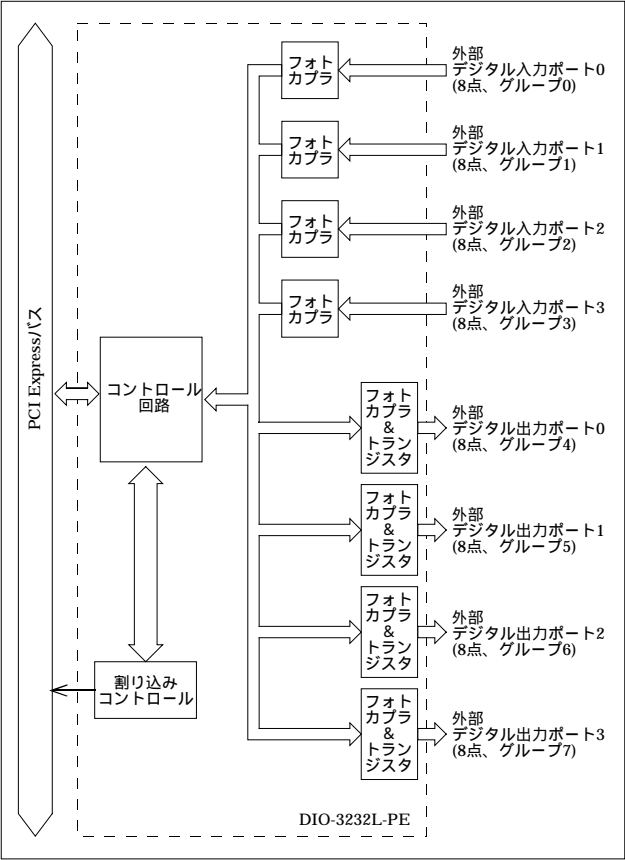 フォト
カプラ
外部
デジタル入力ポート0
(8点、グループ0)
フォト
カプラ
外部
デジタル入力ポート1
(8点、グループ1)
フォト
カプラ
外部
デジタル入力ポート2
(8点、グループ2)
フォト
カプラ
外部
デジタル入力ポート3
(8点、グループ3)
PCI Expressバス
コントロール
回路
フォト
カプラ
&
トラン
ジスタ
外部
デジタル出力ポート0
(8点、グループ4)
フォト
カプラ
&
トラン
ジスタ
外部
デジタル出力ポート1
(8点、グループ5)
フォト
カプラ
&
トラン
ジスタ
外部
デジタル出力ポート2
(8点、グループ6)
割り込み
コントロール
フォト
カプラ
&
トラン
ジスタ
外部
デジタル出力ポート3
(8点、グループ7)
DIO-3232L-PE